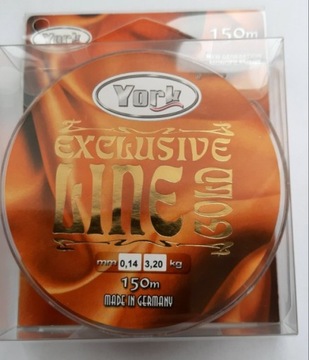 York
150m
York
EXCLUSIVE
LINE
GOLD
mm 0,14 3,20 kg
150m
MADE IN GERMANY